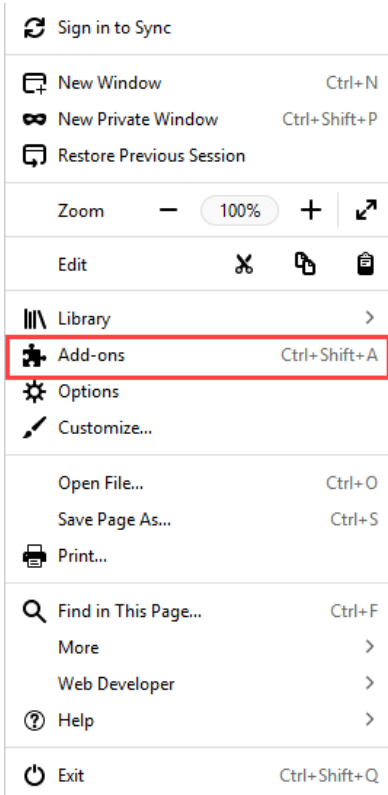 Sign in to Sync
New Window Ctrl+N
New Private Window Ctrl+Shift+P
Restore Previous Session
Zoom 100%
Edit
Library
Add-ons Ctrl+Shift+A
Options
Customize...
Open File... Ctrl+O
Save Page As... Ctrl+S
Print...
Find in This Page... Ctrl+F
More
Web Developer
Help
Exit Ctrl+Shift+Q